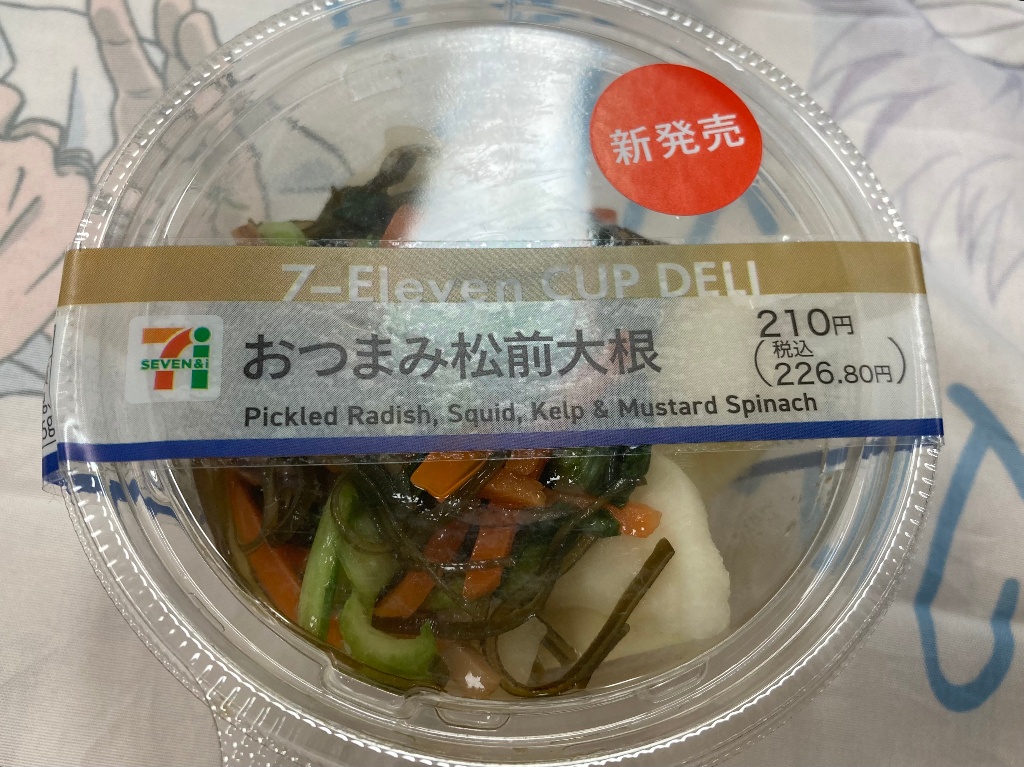 新発売
7-Eleven CUP DELI
SEVEN&i
おつまみ松前大根
210円
(税込
226.80円)
Pickled Radish, Squid, Kelp & Mustard Spinach